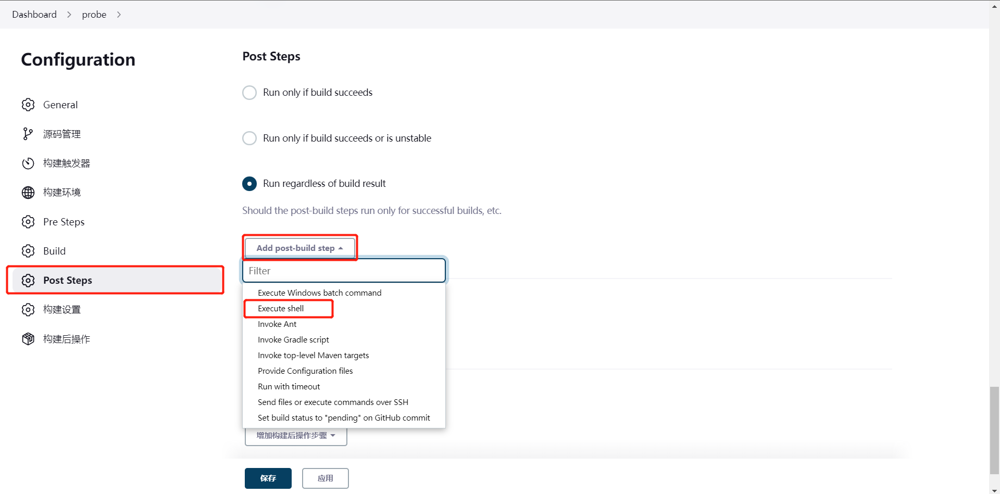 Dashboard
probe
Configuration
General
源码管理
构建触发器
构建环境
Pre Steps
Build
Post Steps
构建设置
构建后操作
Post Steps
Run only if build succeeds
Run only if build succeeds or is unstable
Run regardless of build result
Should the post-build steps run only for successful builds, etc.
Add post-build step
Filter
Execute Windows batch command
Execute shell
Invoke Ant
Invoke Gradle script
Invoke top-level Maven targets
Provide Configuration files
Run with timeout
Send files or execute commands over SSH
Set build status to "pending" on GitHub commit
增加构建后操作步骤
保存
应用